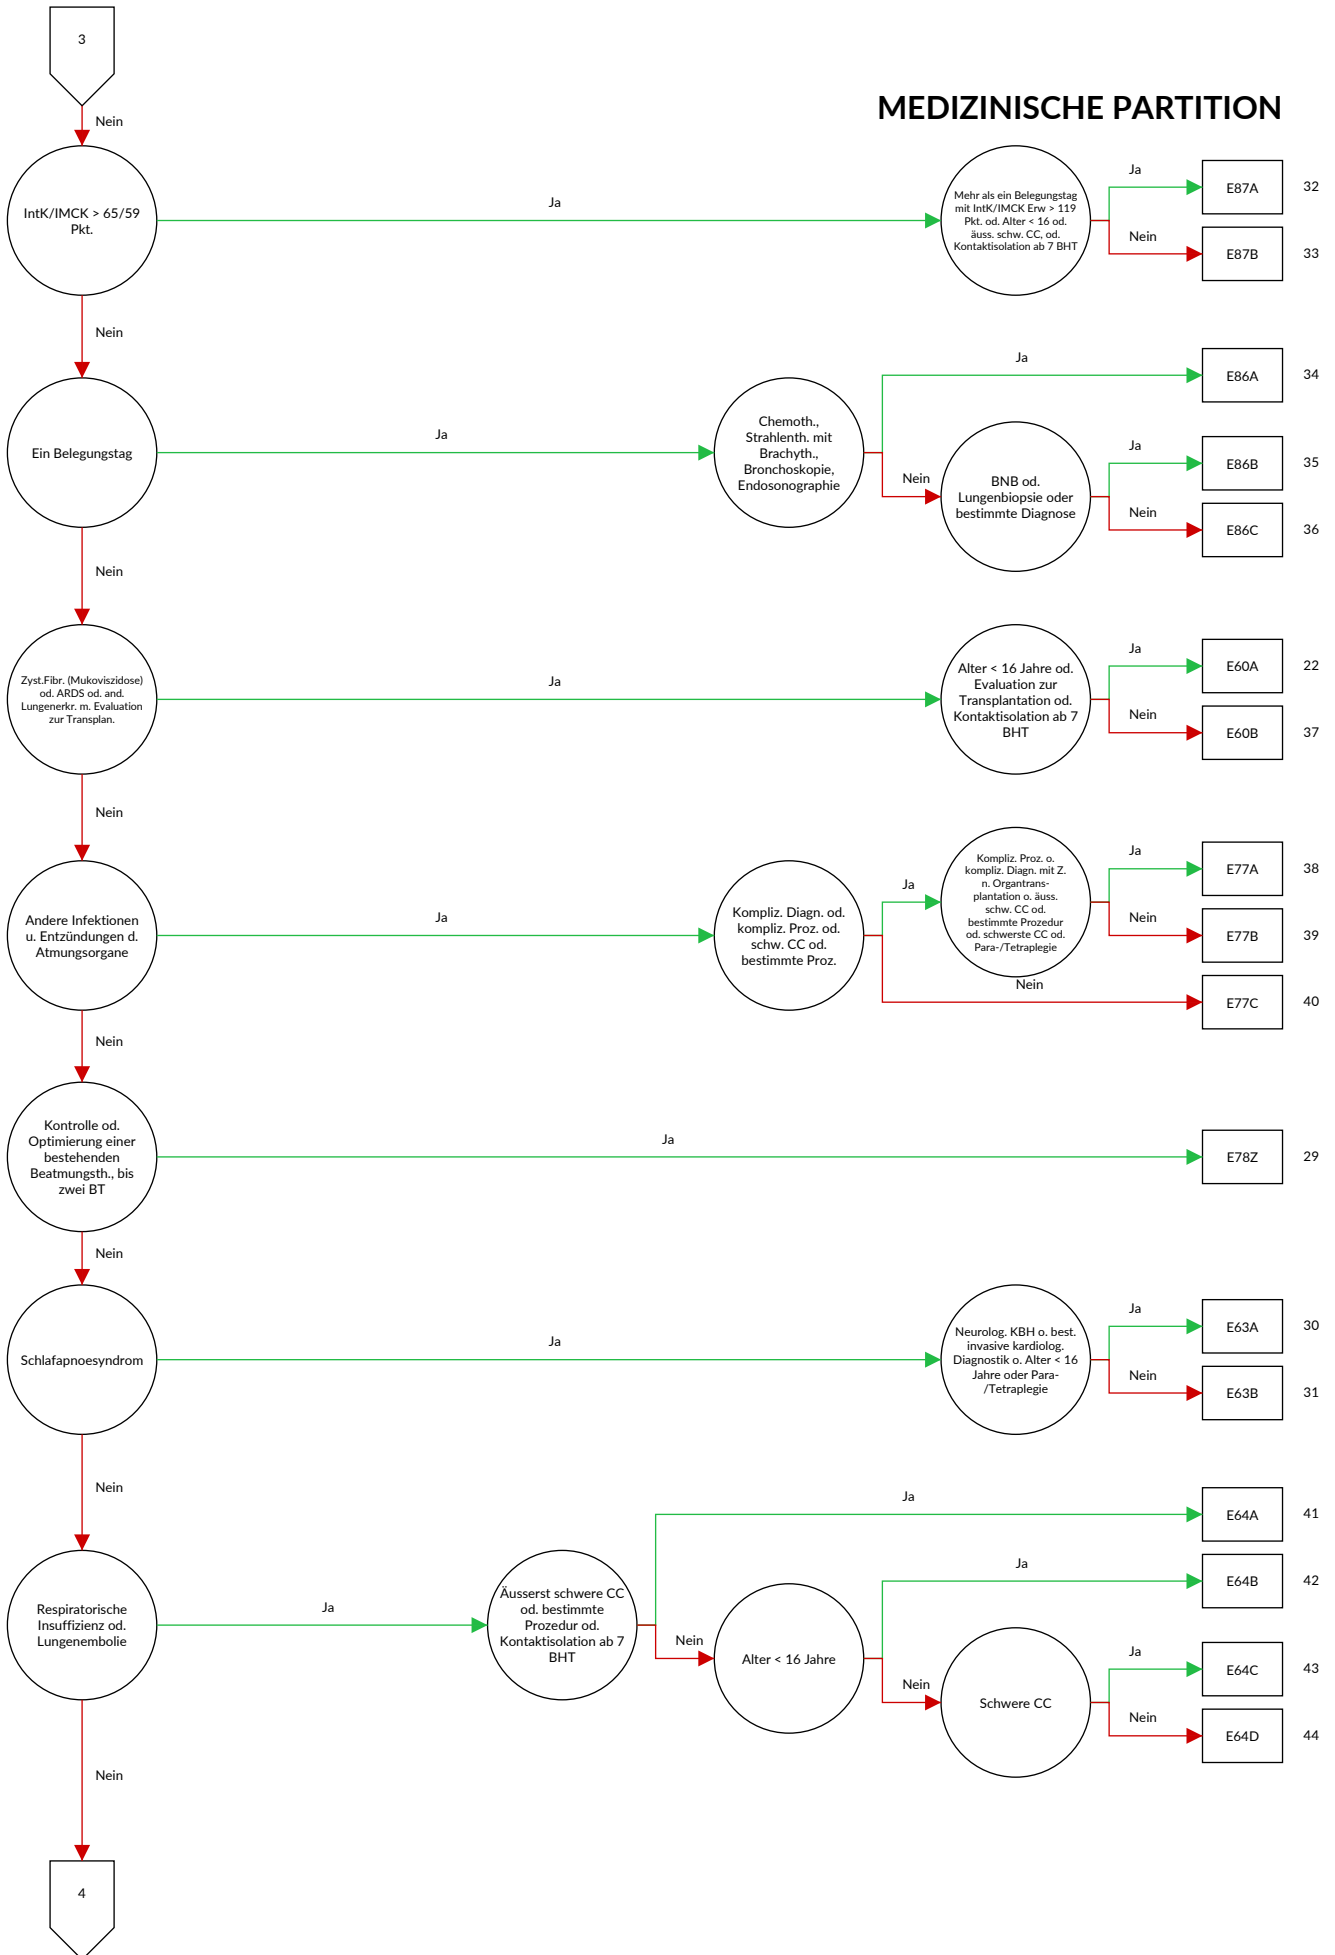 3
Nein
MEDIZINISCHE PARTITION
IntK/IMCK > 65/59
Pkt.
Ja
Mehr als ein Belegungstag
mit IntK/IMCK Erw > 119
Pkt. od. Alter < 16 od.
äuss. schw. CC, od.
Kontaktisolation ab 7 BHT
Ja
E87A
32
Nein
E87B
33
Nein
Ein Belegungstag
Ja
Chemoth.,
Strahlenth. mit
Brachyth.,
Bronchoskopie,
Endosonographie
Ja
E86A
34
Nein
BNB od.
Lungenbiopsie oder
bestimmte Diagnose
Ja
E86B
35
Nein
E86C
36
Nein
Zyst.Fibr. (Mukoviszidose)
od. ARDS od. and.
Lungenerkr. m. Evaluation
zur Transplan.
Ja
Alter < 16 Jahre od.
Evaluation zur
Transplantation od.
Kontaktisolation ab 7
BHT
Ja
E60A
22
Nein
E60B
37
Nein
Andere Infektionen
u. Entzündungen d.
Atmungsorgane
Ja
Kompliz. Diagn. od.
kompliz. Proz. od.
schw. CC od.
bestimmte Proz.
Ja
Kompliz. Proz. o.
kompliz. Diagn. mit Z.
n. Organtrans-
plantation o. äuss.
schw. CC od.
bestimmte Prozedur
od. schwerste CC od.
Para-/Tetraplegie
Ja
E77A
38
Nein
E77B
39
Nein
E77C
40
Nein
Kontrolle od.
Optimierung einer
bestehenden
Beatmungsth., bis
zwei BT
Ja
E78Z
29
Nein
Schlafapnoesyndrom
Ja
Neurolog. KBH o. best.
invasive kardiolog.
Diagnostik o. Alter < 16
Jahre oder Para-
/Tetraplegie
Ja
E63A
30
Nein
E63B
31
Nein
Respiratorische
Insuffizienz od.
Lungenembolie
Ja
Äusserst schwere CC
od. bestimmte
Prozedur od.
Kontaktisolation ab 7
BHT
Ja
E64A
41
Nein
Alter < 16 Jahre
Ja
E64B
42
Nein
Schwere CC
Ja
E64C
43
Nein
E64D
44
Nein
4